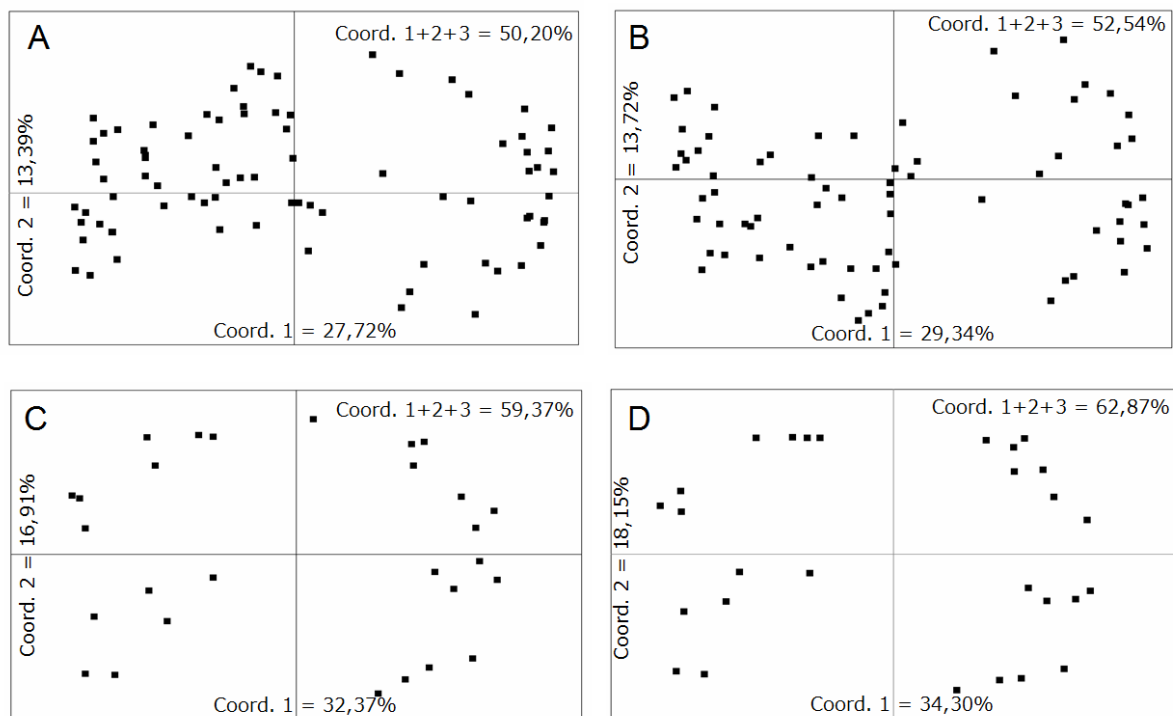 A
Coord. 1+2+3 = 50,20%
Coord. 2 = 13,39%
Coord. 1 = 27,72%
B
Coord. 1+2+3 = 52,54%
Coord. 2 = 13,72%
Coord. 1 = 29,34%
C
Coord. 1+2+3 = 59,37%
Coord. 2 = 16,91%
Coord. 1 = 32,37%
D
Coord. 1+2+3 = 62,87%
Coord. 2 = 18,15%
Coord. 1 = 34,30%